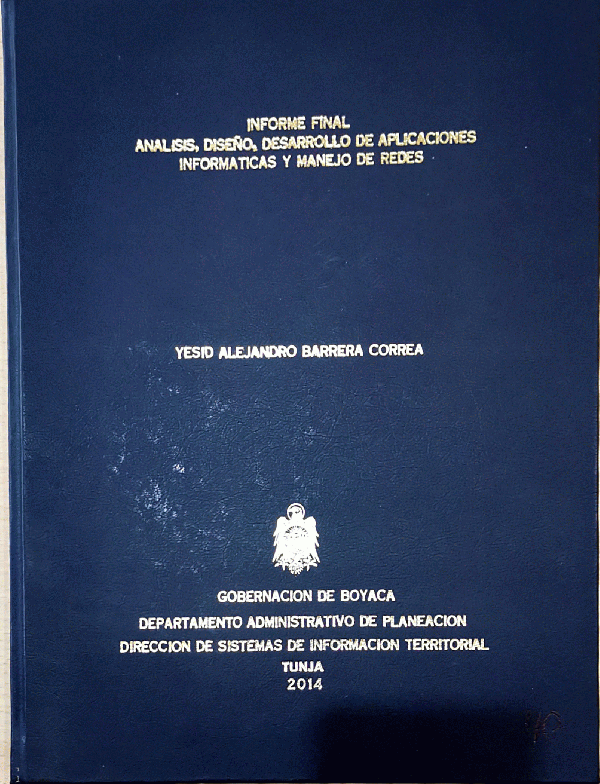 INFORME FINAL
ANALISIS, DISEÑO, DESARROLLO DE APLICACIONES
INFORMATICAS Y MANEJO DE REDES
YESID ALEJANDRO BARRERA CORREA
GOBERNACION DE BOYACA
DEPARTAMENTO ADMINISTRATIVO DE PLANEACION
DIRECCION DE SISTEMAS DE INFORMACION TERRITORIAL
TUNJA
2014